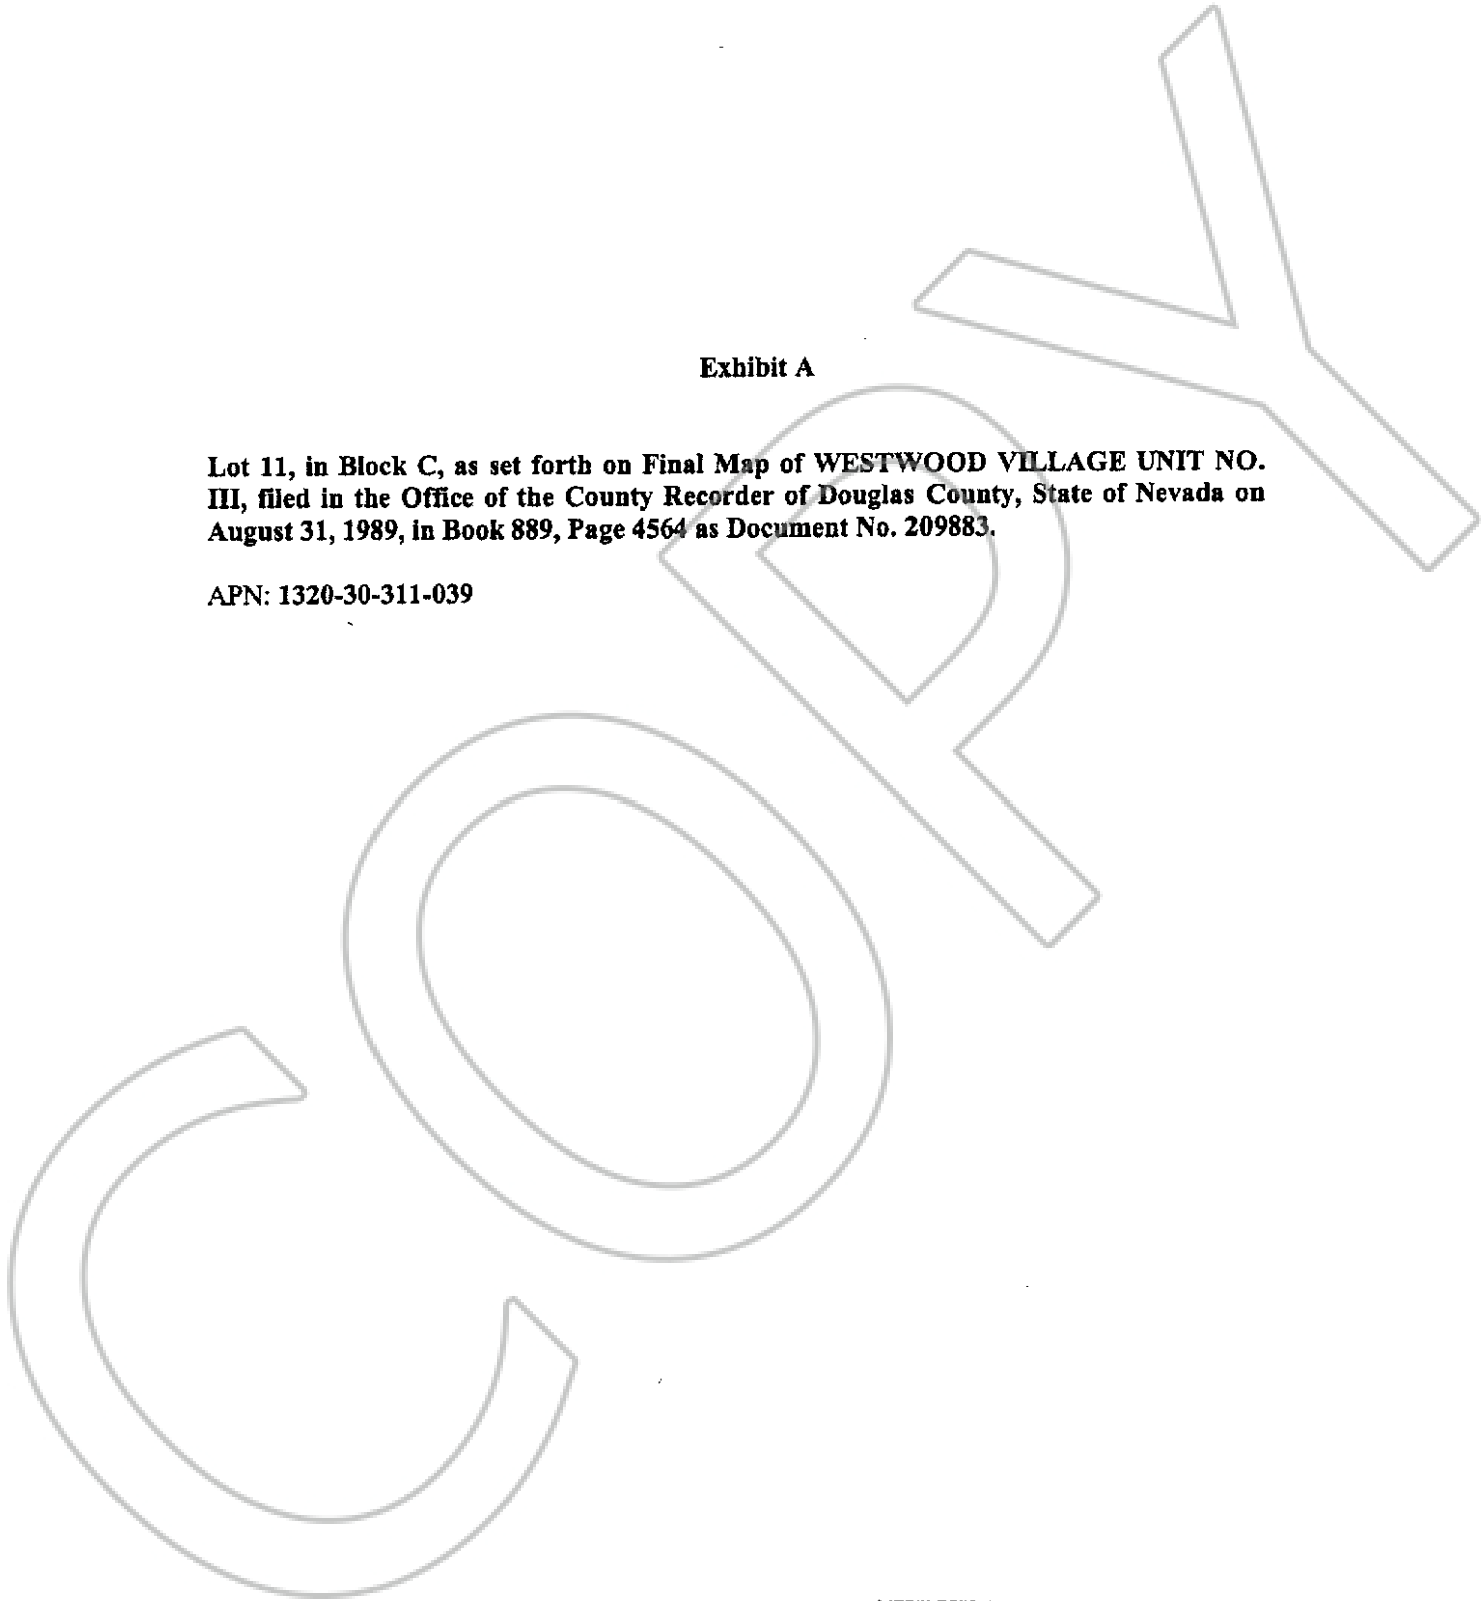 Exhibit A
Lot 11, in Block C, as set forth on Final Map of WESTWOOD VILLAGE UNIT NO.
III, filed in the Office of the County Recorder of Douglas County, State of Nevada on
August 31, 1989, in Book 889, Page 4564 as Document No. 209883.
APN: 1320-30-311-039
COPY